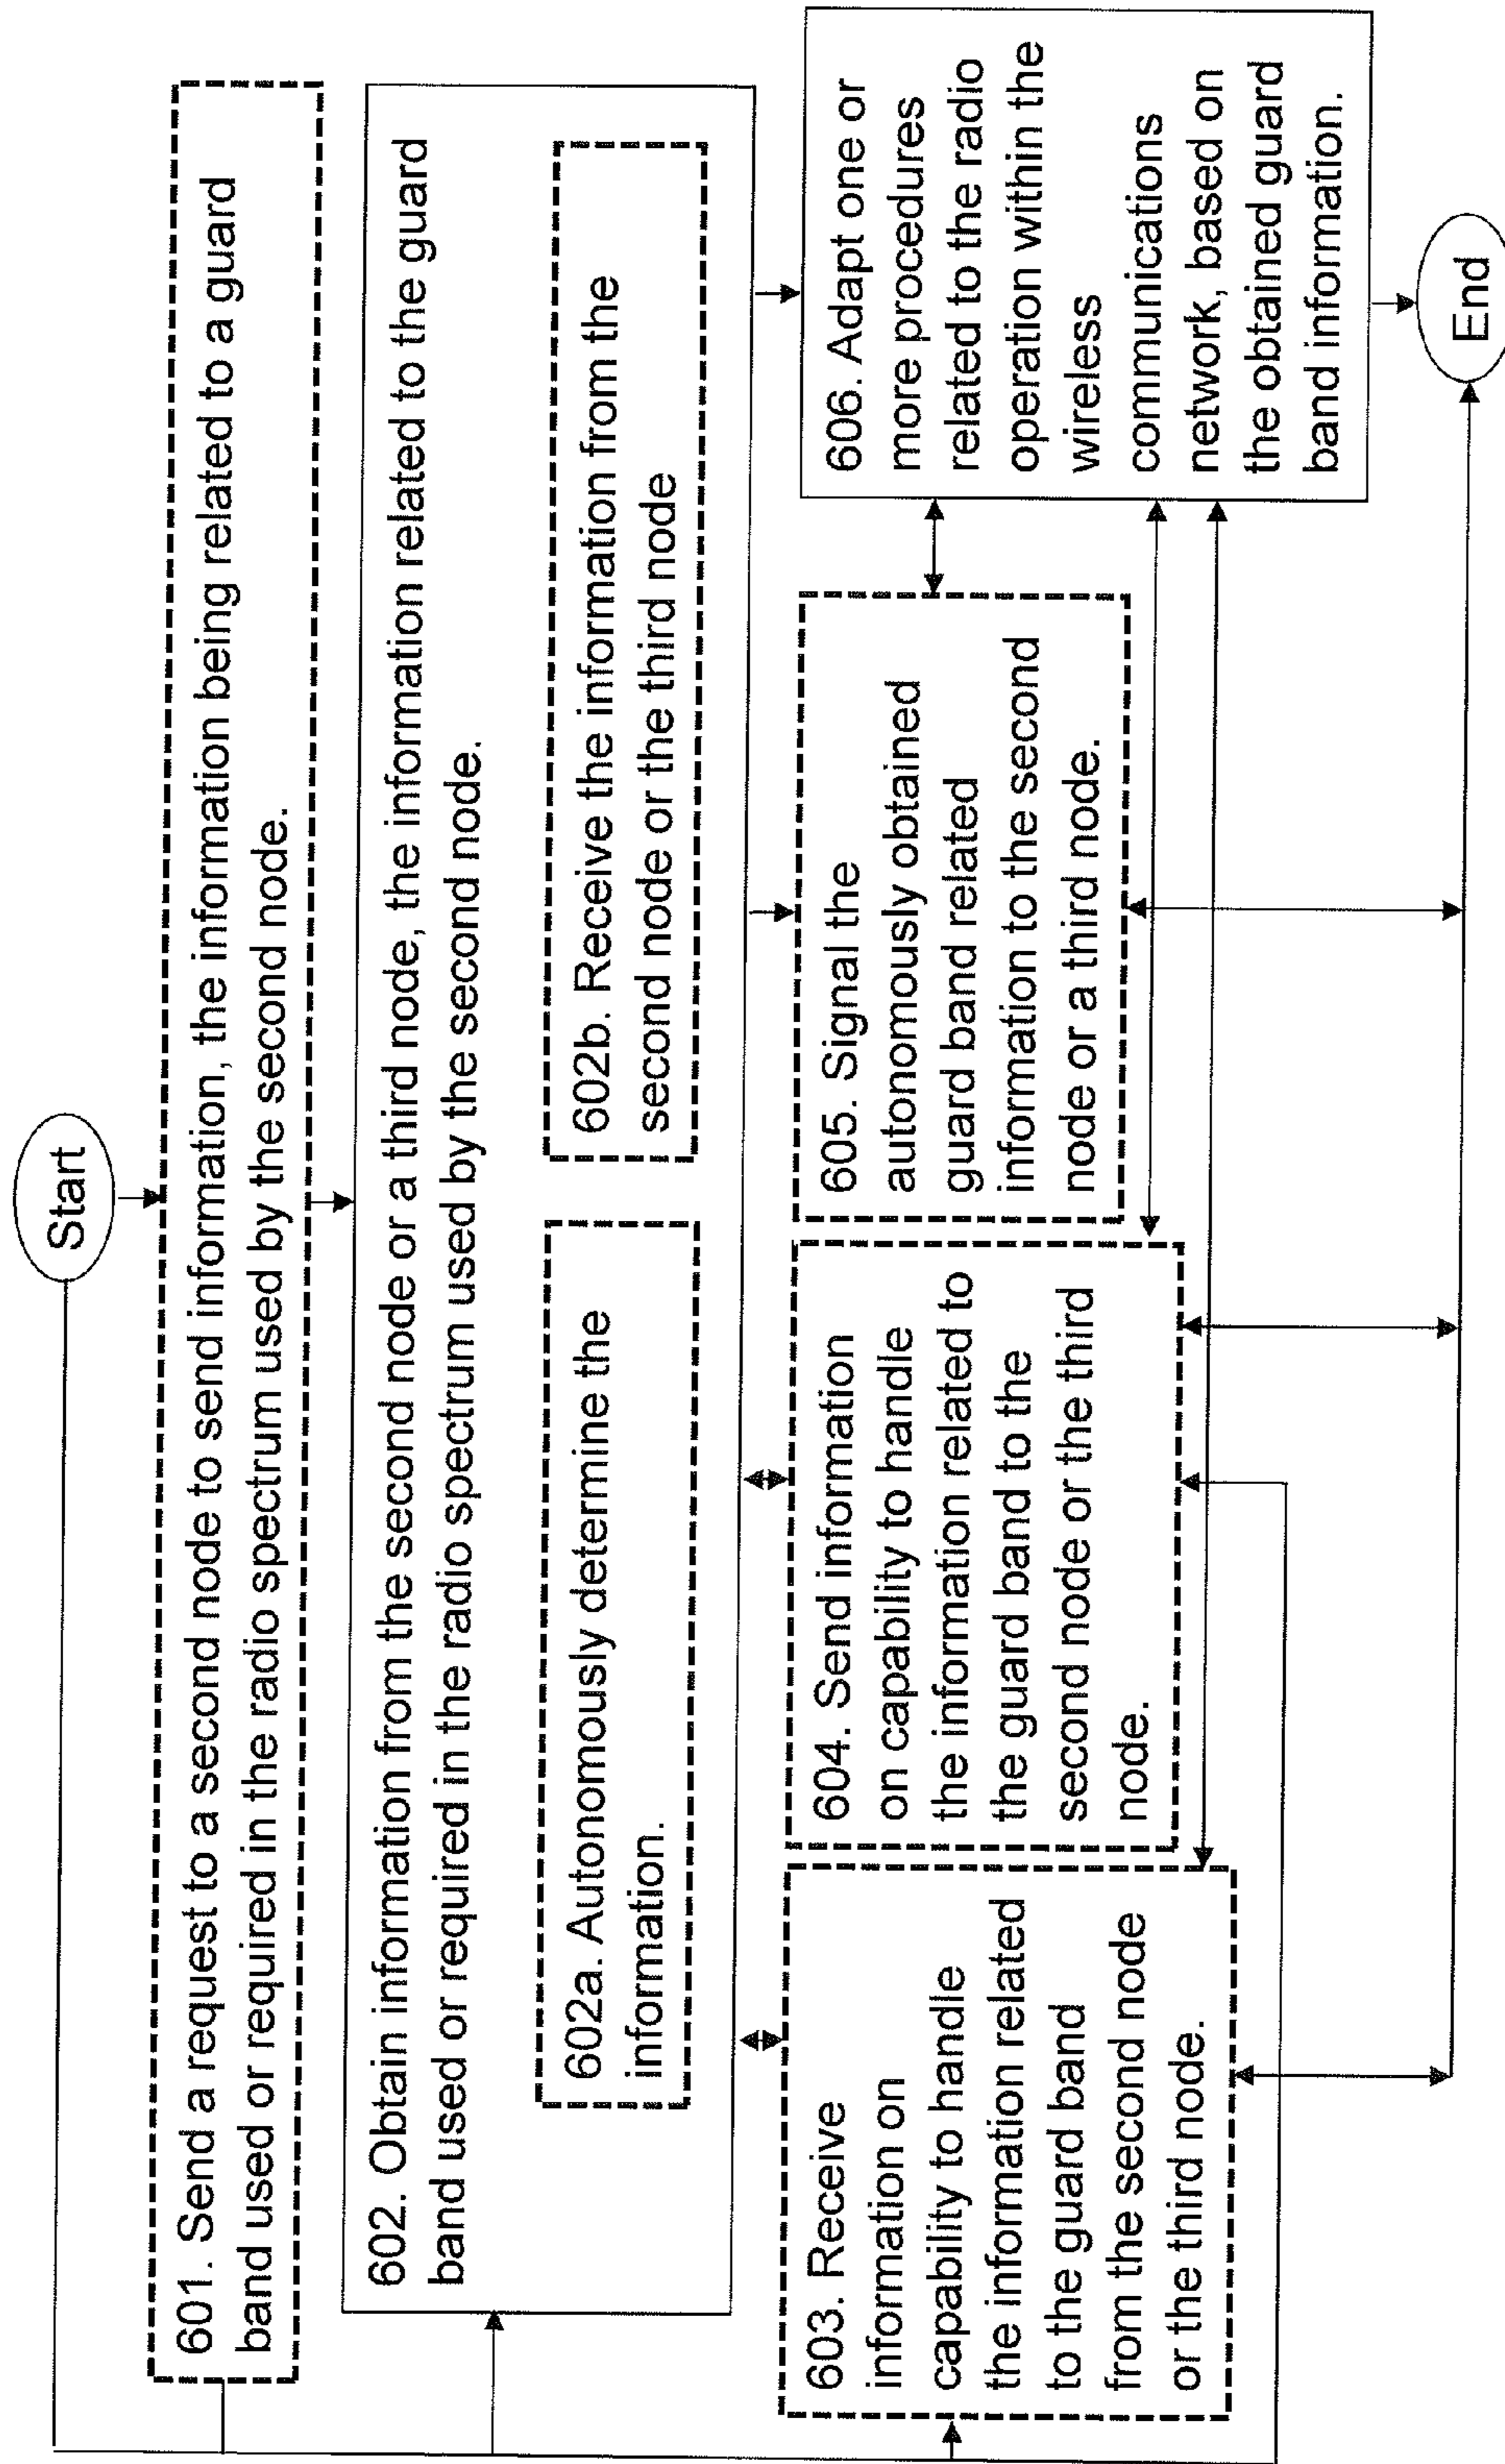 Start
601. Send a request to a second node to send information, the information being related to a guard
band used or required in the radio spectrum used by the second node.
602. Obtain information from the second node or a third node, the information related to the guard
band used or required in the radio spectrum used by the second node.
602a. Autonomously determine the
information.
602b. Receive the information from the
second node or the third node
603. Receive
information on
capability to handle
the information related
to the guard band
from the second node
or the third node.
604. Send information
on capability to handle
the information related to
the guard band to the
second node or the third
node.
605. Signal the
autonomously obtained
guard band related
information to the second
node or a third node.
606. Adapt one or
more procedures
related to the radio
operation within the
wireless
communications
network, based on
the obtained guard
band information.
End